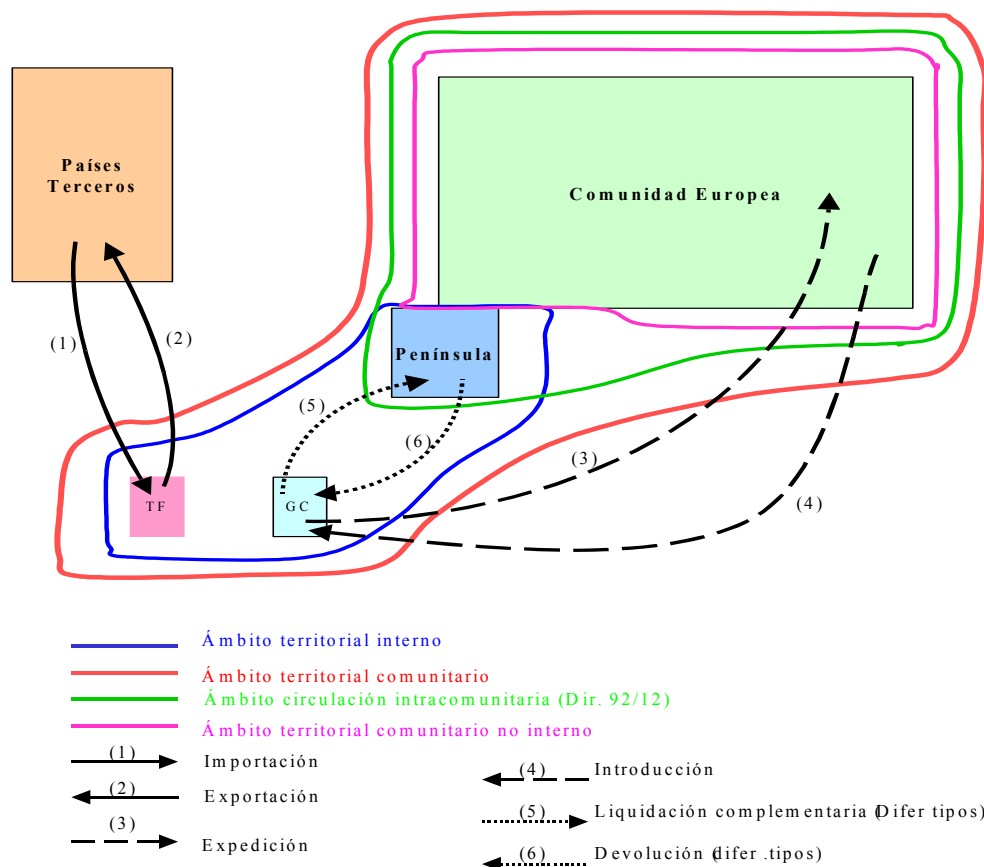 Países
Terceros
Comunidad Europea
(1)
(2)
Península
(5)
(6)
(3)
(4)
TF
GC
Ámbito territorial interno
Ámbito territorial comunitario
Ámbito circulación intracomunitaria (Dir. 92/12)
Ámbito territorial comunitario no interno
(1) Importación
(2) Exportación
(3) Expedición
(4) Introducción
(5) Liquidación complementaria (Difer tipos)
(6) Devolución (difer .tipos)